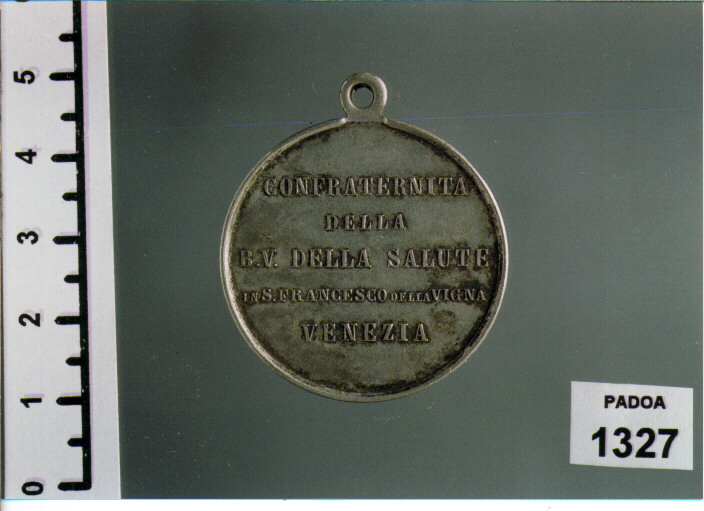 CONFRATERNITA
DELLA
B.V. DELLA SALUTE
IN S. FRANCESCO DELLA VIGNA
VENEZIA
PADOA
1327
5
4
3
2
1
0